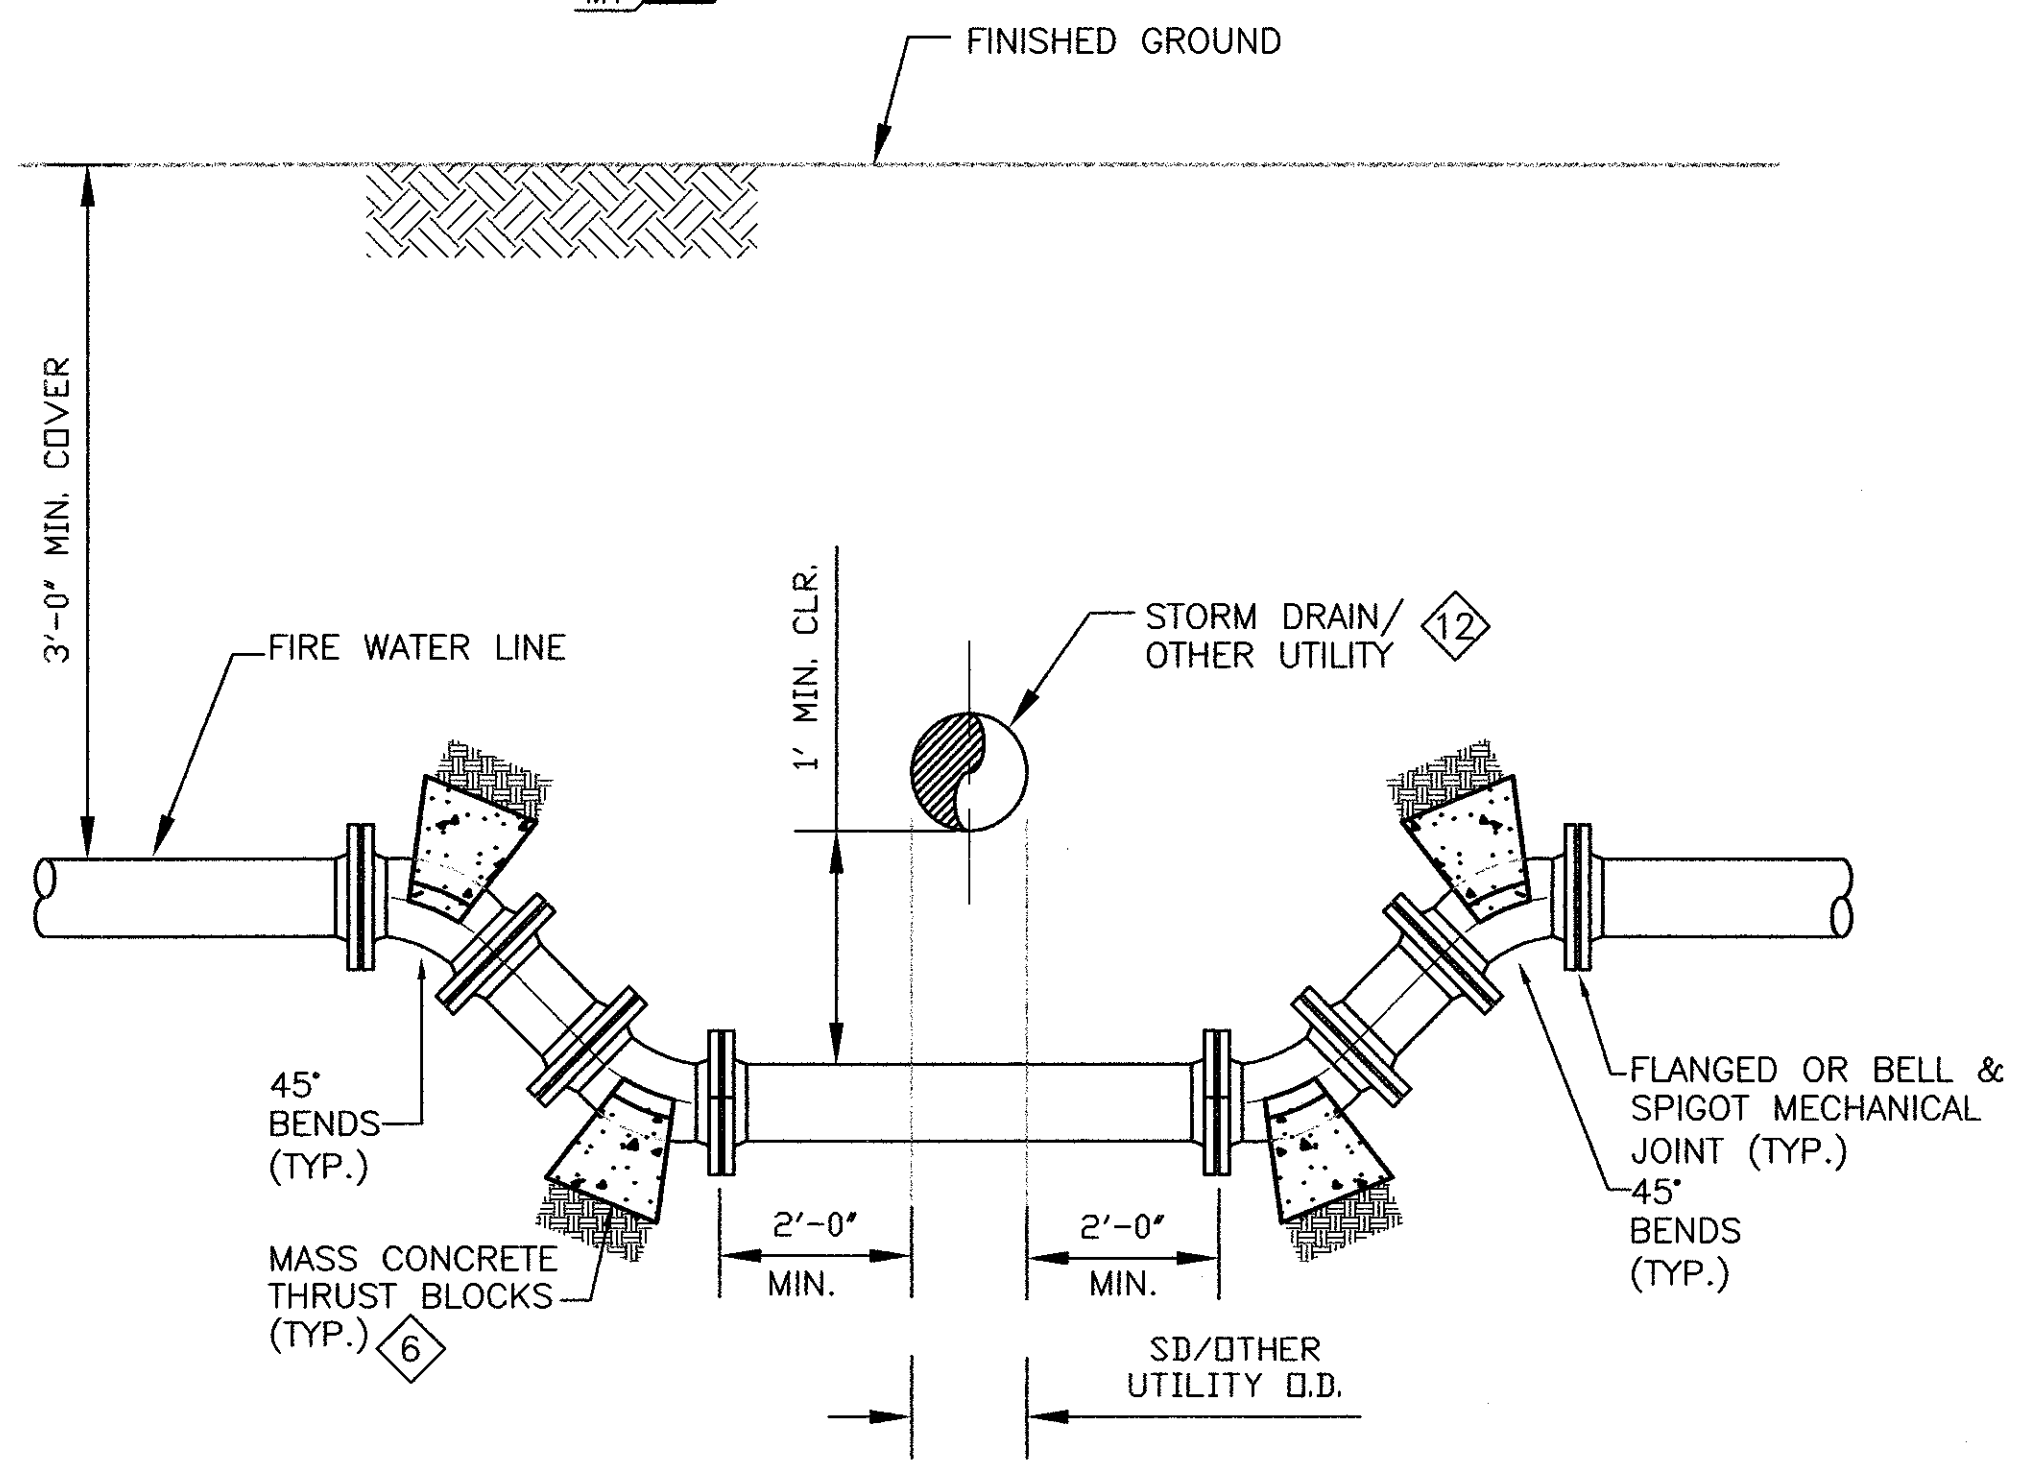 FINISHED GROUND
3'-0" MIN. COVER
FIRE WATER LINE
1' MIN. CLR.
STORM DRAIN/
OTHER UTILITY
12
45°
BENDS
(TYP.)
MASS CONCRETE
THRUST BLOCKS
(TYP.)
6
2'-0"
MIN.
2'-0"
MIN.
SD/OTHER
UTILITY O.D.
FLANGED OR BELL &
SPIGOT MECHANICAL
JOINT (TYP.)
45°
BENDS
(TYP.)